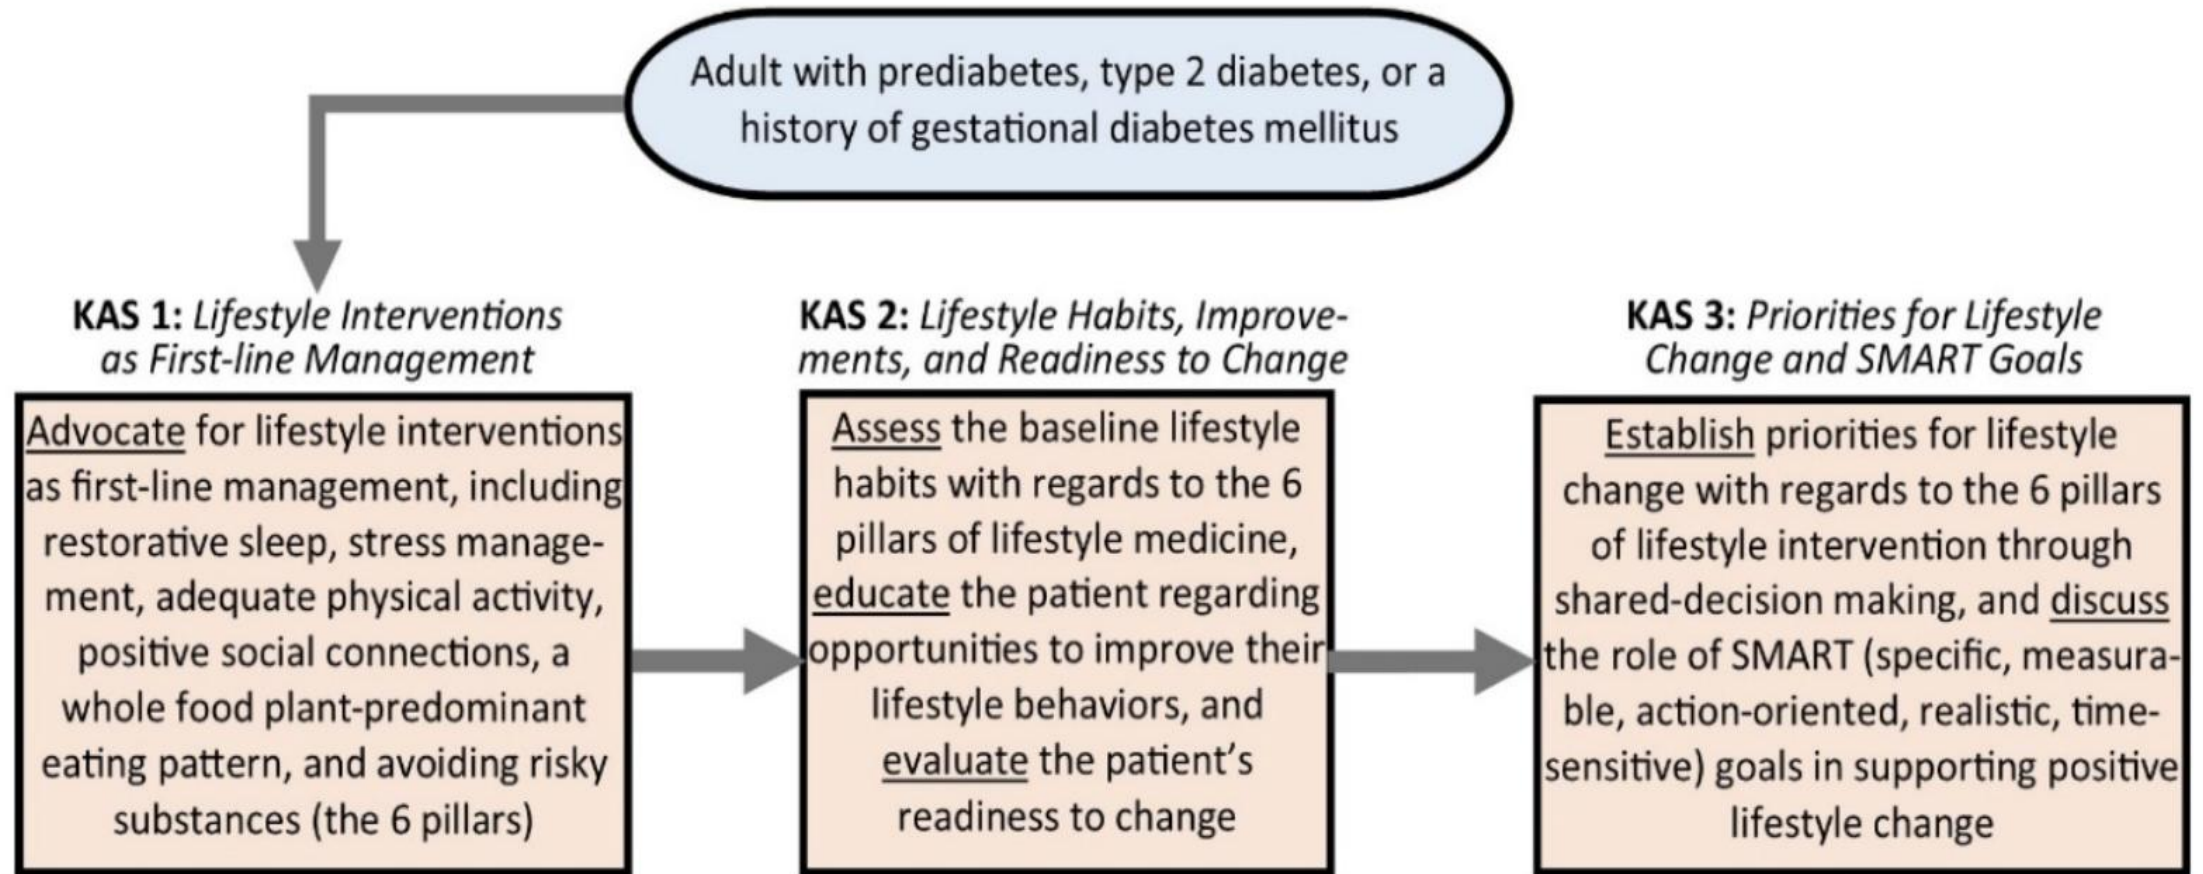 Adult with prediabetes, type 2 diabetes, or a
history of gestational diabetes mellitus
KAS 1: Lifestyle Interventions
as First-line Management
Advocate for lifestyle interventions
as first-line management, including
restorative sleep, stress manage-
ment, adequate physical activity,
positive social connections, a
whole food plant-predominant
eating pattern, and avoiding risky
substances (the 6 pillars)
KAS 2: Lifestyle Habits, Improve-
ments, and Readiness to Change
Assess the baseline lifestyle
habits with regards to the 6
pillars of lifestyle medicine,
educate the patient regarding
opportunities to improve their
lifestyle behaviors, and
evaluate the patient's
readiness to change
KAS 3: Priorities for Lifestyle
Change and SMART Goals
Establish priorities for lifestyle
change with regards to the 6 pillars
of lifestyle intervention through
shared-decision making, and discuss
the role of SMART (specific, measura-
ble, action-oriented, realistic, time-
sensitive) goals in supporting positive
lifestyle change